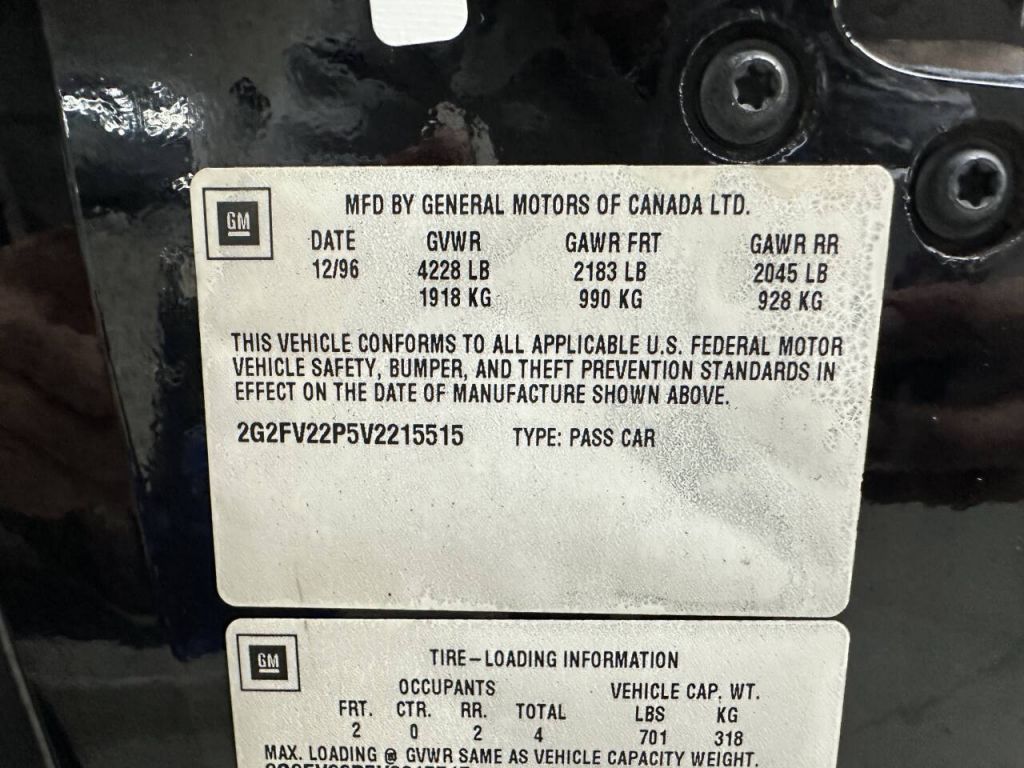 GM
MFD BY GENERAL MOTORS OF CANADA LTD.
DATE GVWR GAWR FRT GAWR RR
12/96 4228 LB 2183 LB 2045 LB
1918 KG 990 KG 928 KG
THIS VEHICLE CONFORMS TO ALL APPLICABLE U.S. FEDERAL MOTOR
VEHICLE SAFETY, BUMPER, AND THEFT PREVENTION STANDARDS IN
EFFECT ON THE DATE OF MANUFACTURE SHOWN ABOVE.
2G2FV22P5V2215515 TYPE: PASS CAR
GM
TIRE-LOADING INFORMATION
OCCUPANTS VEHICLE CAP. WT.
FRT. CTR. RR. TOTAL LBS KG
2 0 2 4 701 318
MAX. LOADING @ GVWR SAME AS VEHICLE CAPACITY WEIGHT.